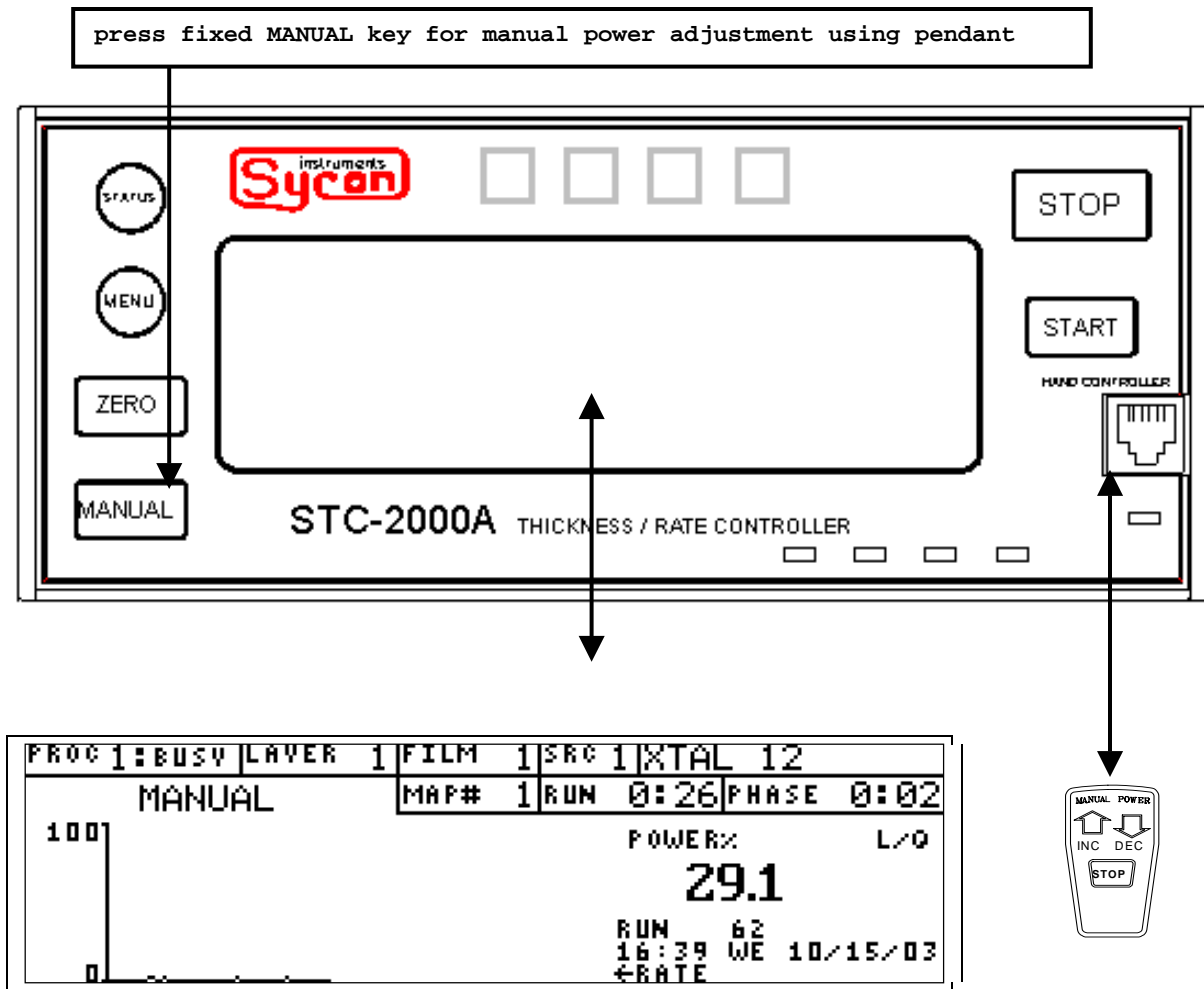 press fixed MANUAL key for manual power adjustment using pendant
STATUS
instruments
Sycon
STOP
MENU
START
HAND CONTROLLER
ZERO
MANUAL
STC-2000A THICKNESS / RATE CONTROLLER
PROC 1:BUSY LAYER 1 FILM 1 SRC 1 XTAL 12
MANUAL MAP# 1 RUN 0:26 PHASE 0:02
100 POWER% L/Q
29.1
RUN 62
16:39 WE 10/15/03
0 ←RATE
MANUAL POWER
INC DEC
STOP